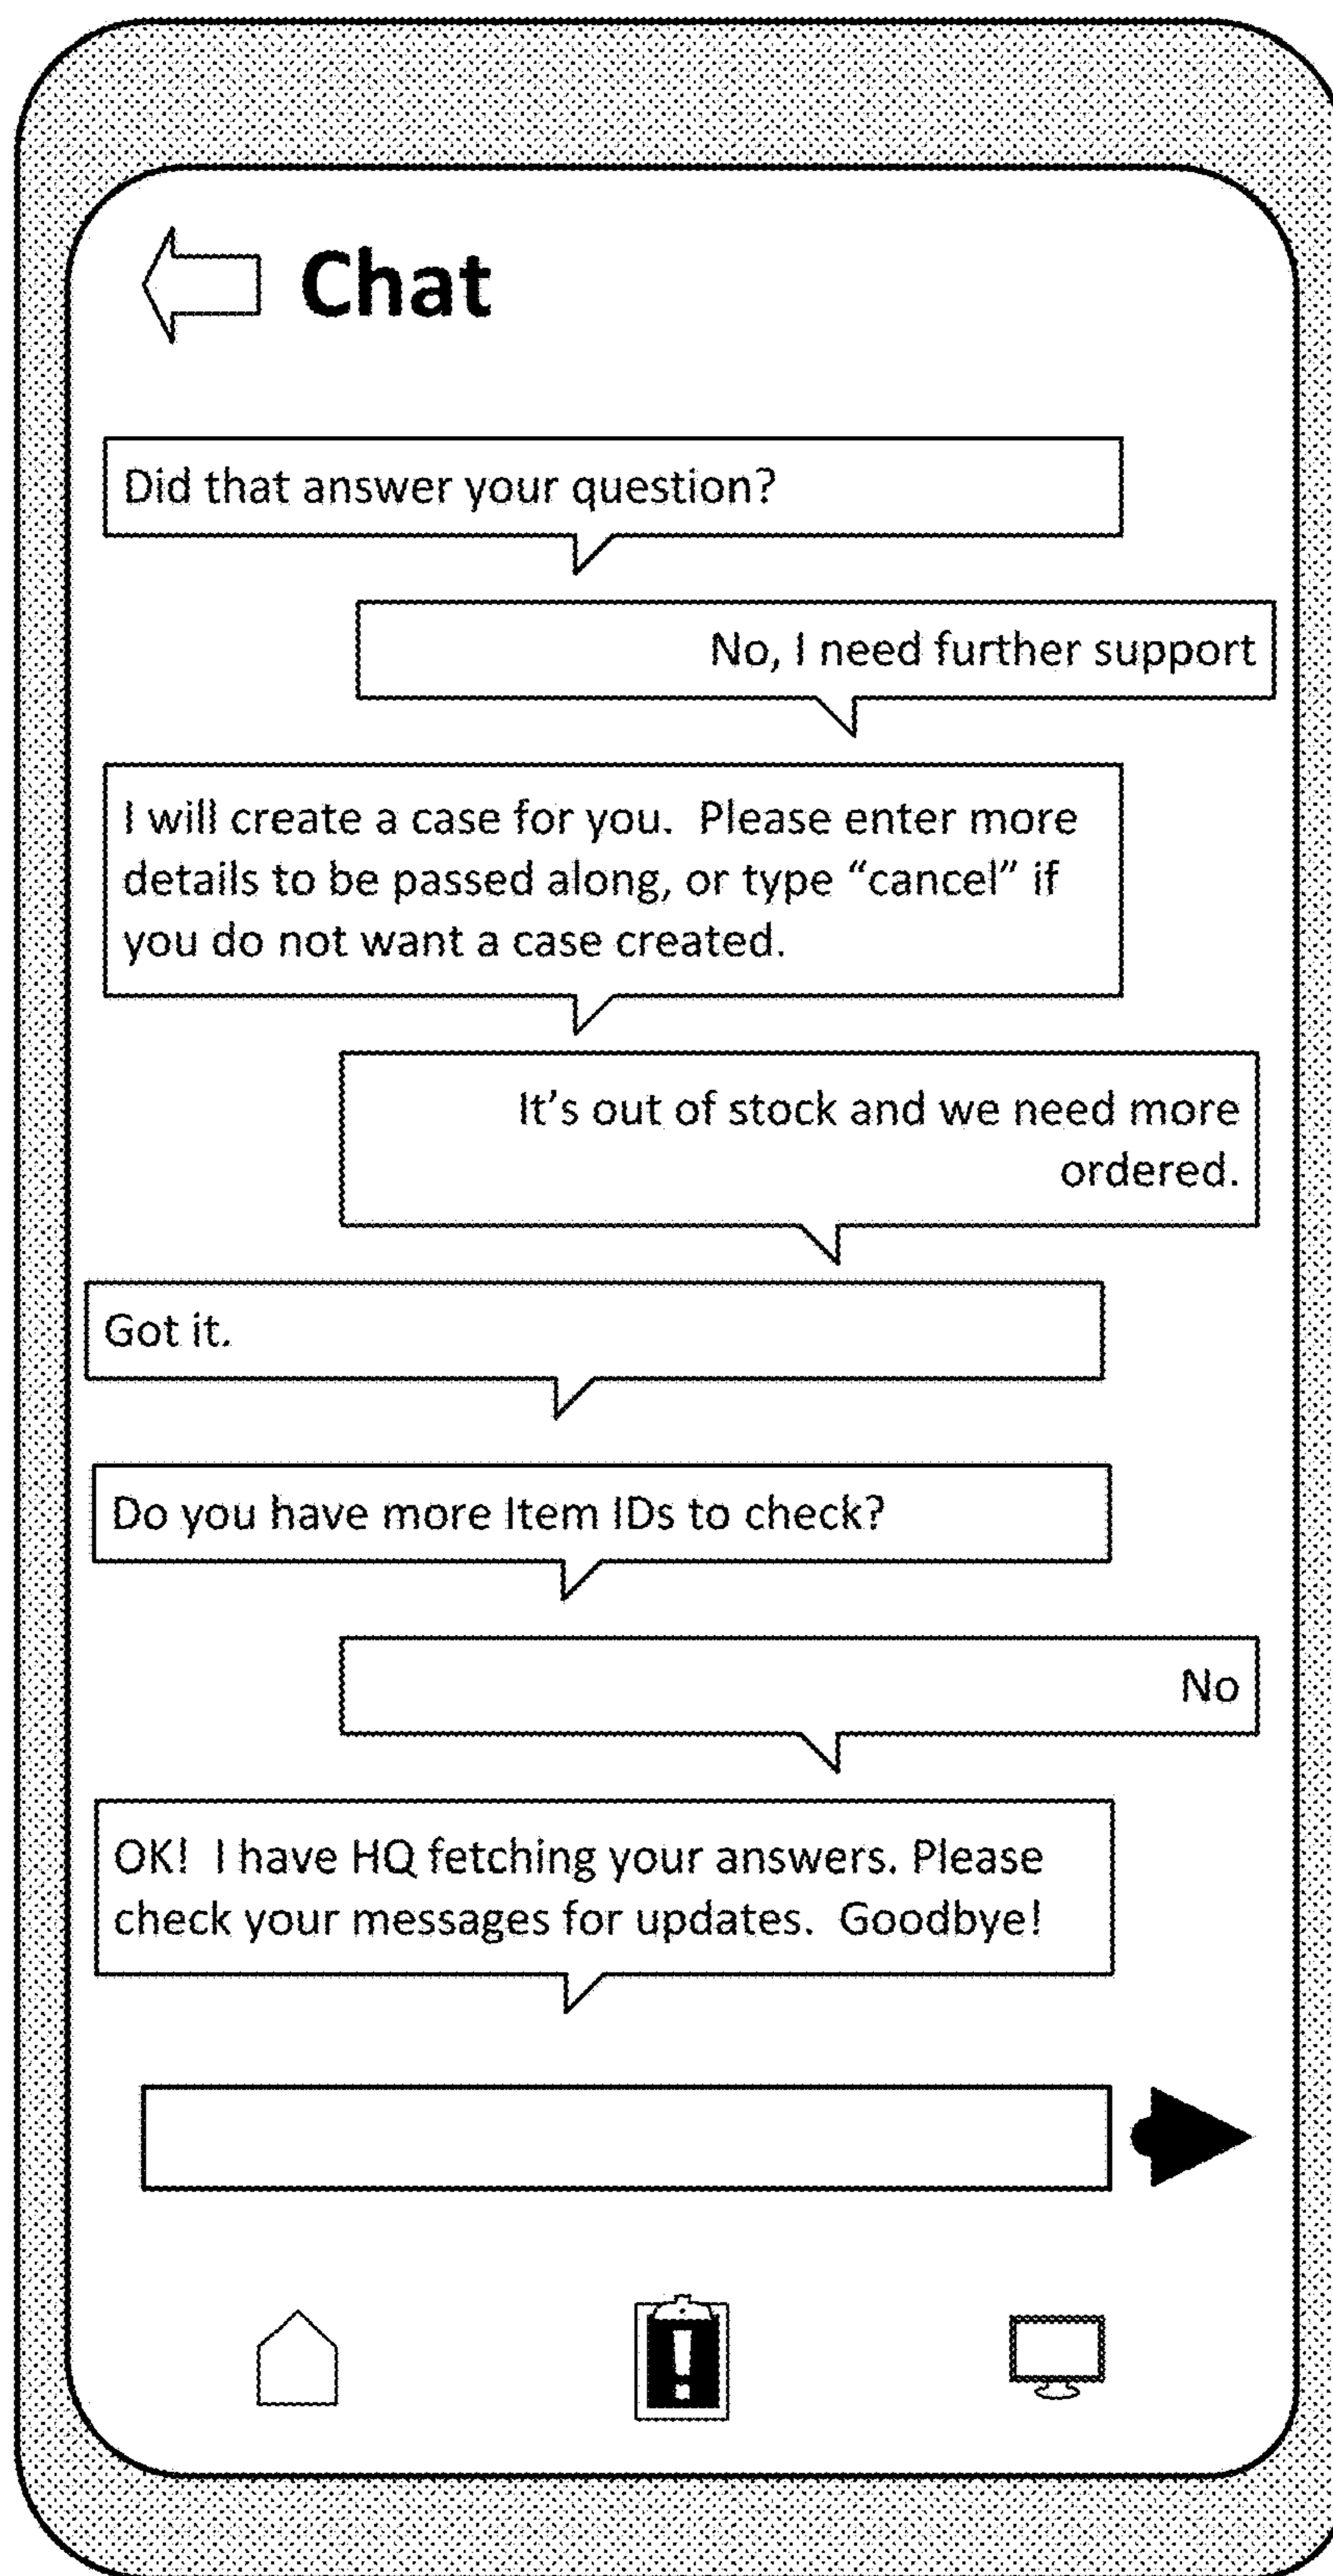 Chat
Did that answer your question?
No, I need further support
I will create a case for you.  Please enter more
details to be passed along, or type “cancel” if
you do not want a case created.
It’s out of stock and we need more
ordered.
Got it.
Do you have more Item IDs to check?
No
OK!  I have HQ fetching your answers. Please
check your messages for updates.  Goodbye!
!